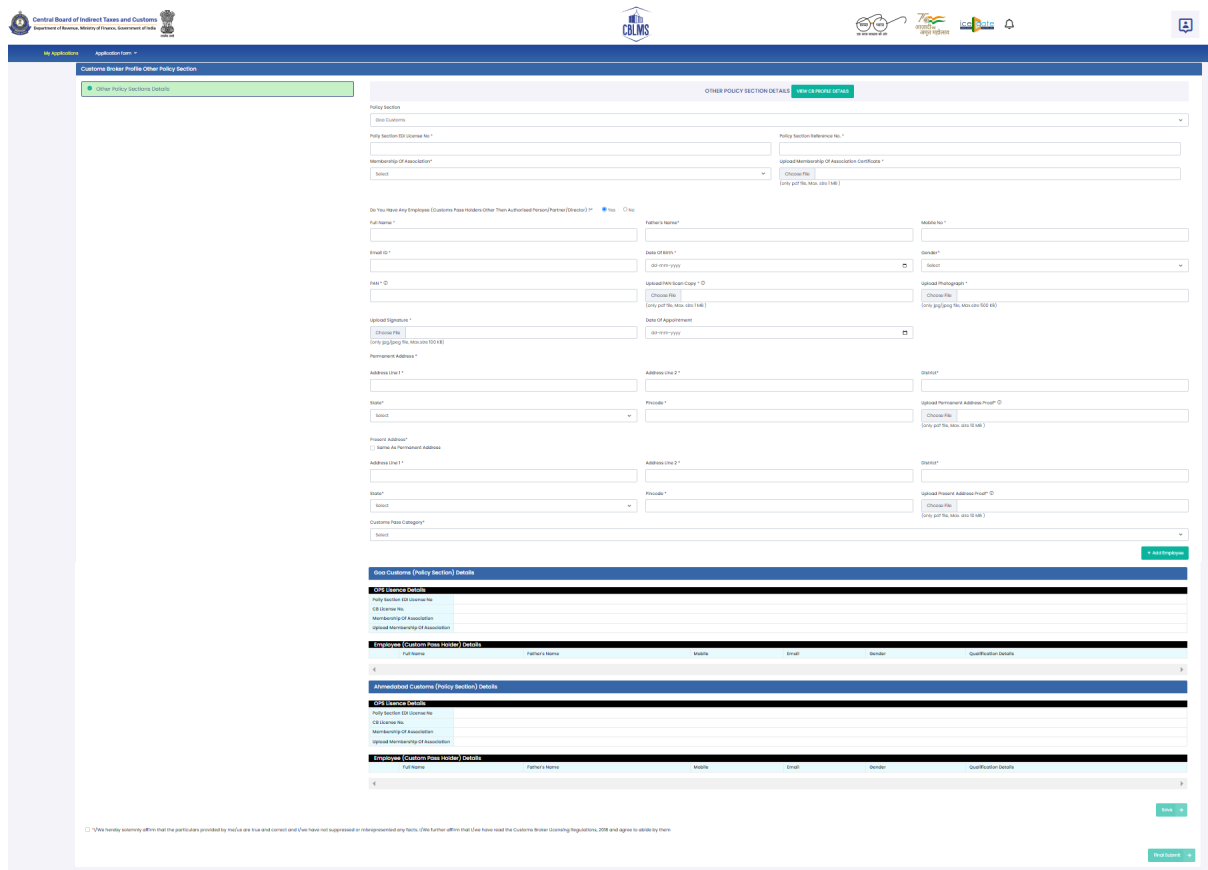 Central Board of Indirect Taxes and Customs
Department of Revenue, Ministry of Finance, Government of India
CBLMS
एक कदम स्वच्छता की ओर
आज़ादी का
अमृत महोत्सव
icegate
My Applications Application Form
Customs Broker Profile Other Policy Section
Other Policy Sections Details
OTHER POLICY SECTION DETAILS VIEW CB PROFILE DETAILS
Policy Section
Goa Customs
Polly Section EDI License No * Policy Section Reference No. *
Membership Of Association* Upload Membership Of Association Certificate *
Select Choose File
(only pdf file, Max. size 1 MB )
Do You Have Any Employee (Customs Pass Holders Other Then Authorised Person/Partner/Director) ?* Yes No
Full Name * Father's Name* Mobile No *
Email ID * Date Of Birth * Gender*
dd-mm-yyyy Select
PAN * Upload PAN Scan Copy * Upload Photograph *
Choose File Choose File
(only pdf file, Max. size 1 MB ) (only jpg/jpeg file, Max.size 500 KB)
Upload Signature * Date Of Appointment
Choose File dd-mm-yyyy
(only jpg/jpeg file, Max.size 100 KB)
Permanent Address *
Address Line 1 * Address Line 2 * District*
State* Pincode * Upload Permanent Address Proof*
Select Choose File
(only pdf file, Max. size 10 MB )
Present Address*
Same As Permanent Address
Address Line 1 * Address Line 2 * District*
State* Pincode * Upload Present Address Proof*
Select Choose File
(only pdf file, Max. size 10 MB )
Customs Pass Category*
Select
+ Add Employee
Goa Customs (Policy Section) Details
OPS Lisence Details
Polly Section EDI License No
CB License No.
Membership Of Association
Upload Membership Of Association
Employee (Custom Pass Holder) Details
Full Name Father's Name Mobile Email Gender Qualification Details
Ahmedabad Customs (Policy Section) Details
OPS Lisence Details
Polly Section EDI License No
CB License No.
Membership Of Association
Upload Membership Of Association
Employee (Custom Pass Holder) Details
Full Name Father's Name Mobile Email Gender Qualification Details
Save
*I/We hereby solemnly affirm that the particulars provided by me/us are true and correct and I/we have not suppressed or misrepresented any facts. I/We further affirm that I/we have read the Customs Broker Licensing Regulations, 2018 and agree to abide by them
Final Submit